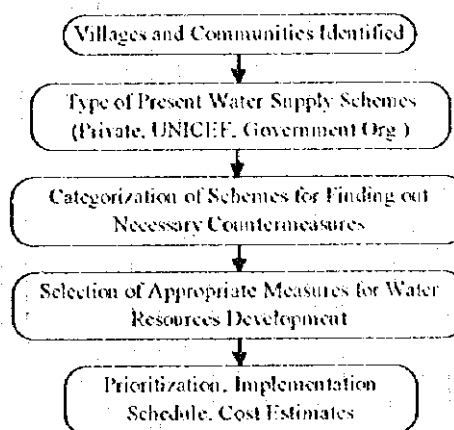 Villages and Communities Identified
Type of Present Water Supply Schemes
(Private, UNICEF, Government Org.)
Categorization of Schemes for Finding out
Necessary Countermeasures
Selection of Appropriate Measures for Water
Resources Development
Prioritization, Implementation
Schedule, Cost Estimates